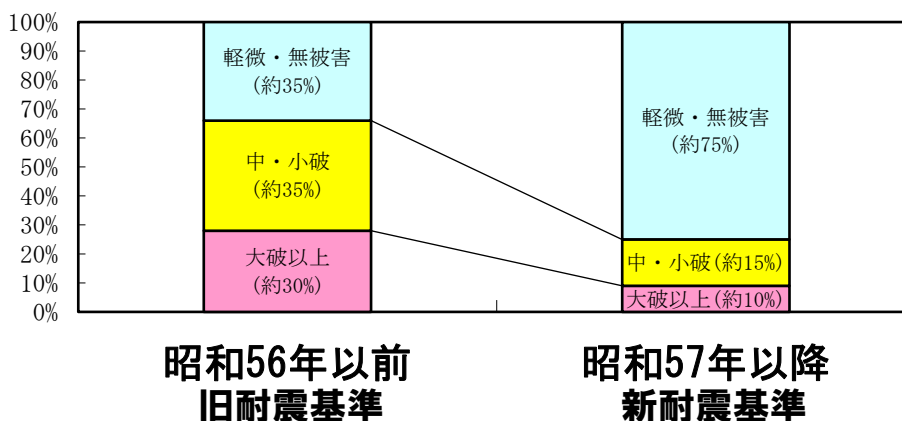 100%
90%
80%
70%
60%
50%
40%
30%
20%
10%
0%
軽微・無被害
(約35%)
中・小破
(約35%)
大破以上
(約30%)
軽微・無被害
(約75%)
中・小破(約15%)
大破以上(約10%)
昭和56年以前
旧耐震基準
昭和57年以降
新耐震基準